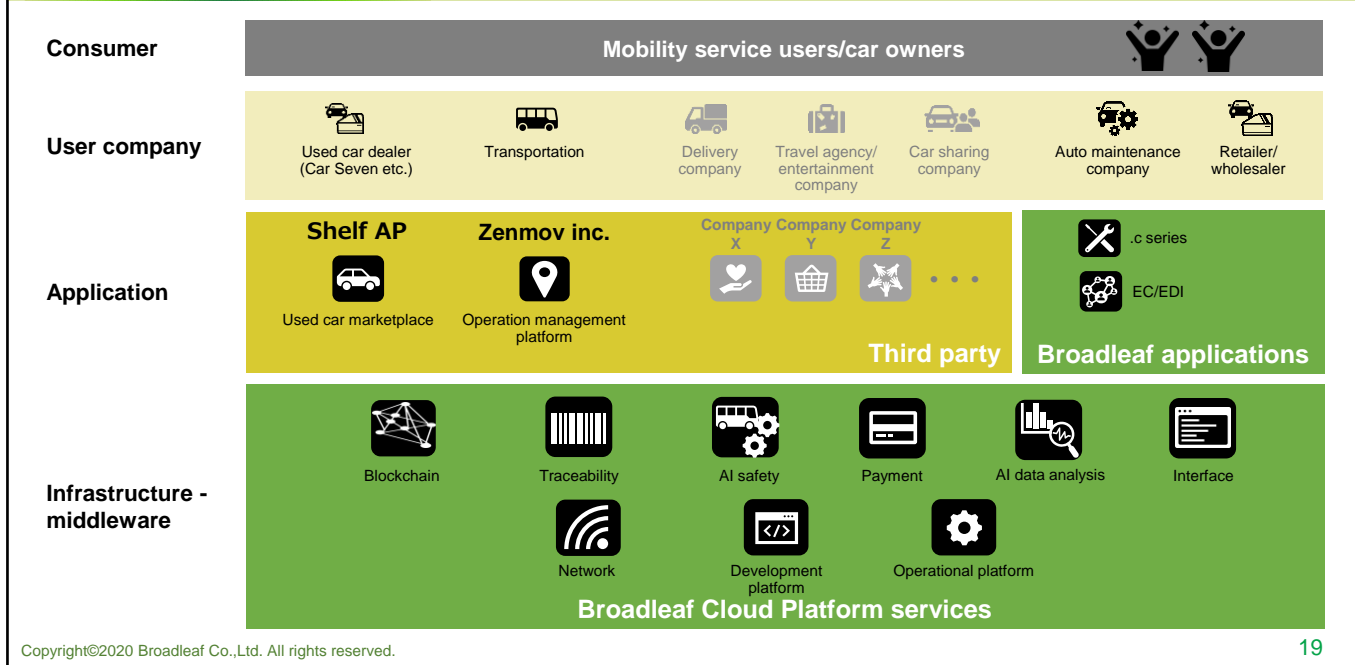 Consumer
Mobility service users/car owners
User company
Used car dealer
(Car Seven etc.)
Transportation
Delivery
company
Travel agency/
entertainment
company
Car sharing
company
Auto maintenance
company
Retailer/
wholesaler
Application
Shelf AP
Used car marketplace
Zenmov inc.
Operation management
platform
Company Company Company
X Y Z
• • •
Third party
.c series
EC/EDI
Broadleaf applications
Infrastructure -
middleware
Blockchain
Traceability
AI safety
Payment
AI data analysis
Interface
Network
</>
Development
platform
Operational platform
Broadleaf Cloud Platform services
Copyright©2020 Broadleaf Co.,Ltd. All rights reserved.
19